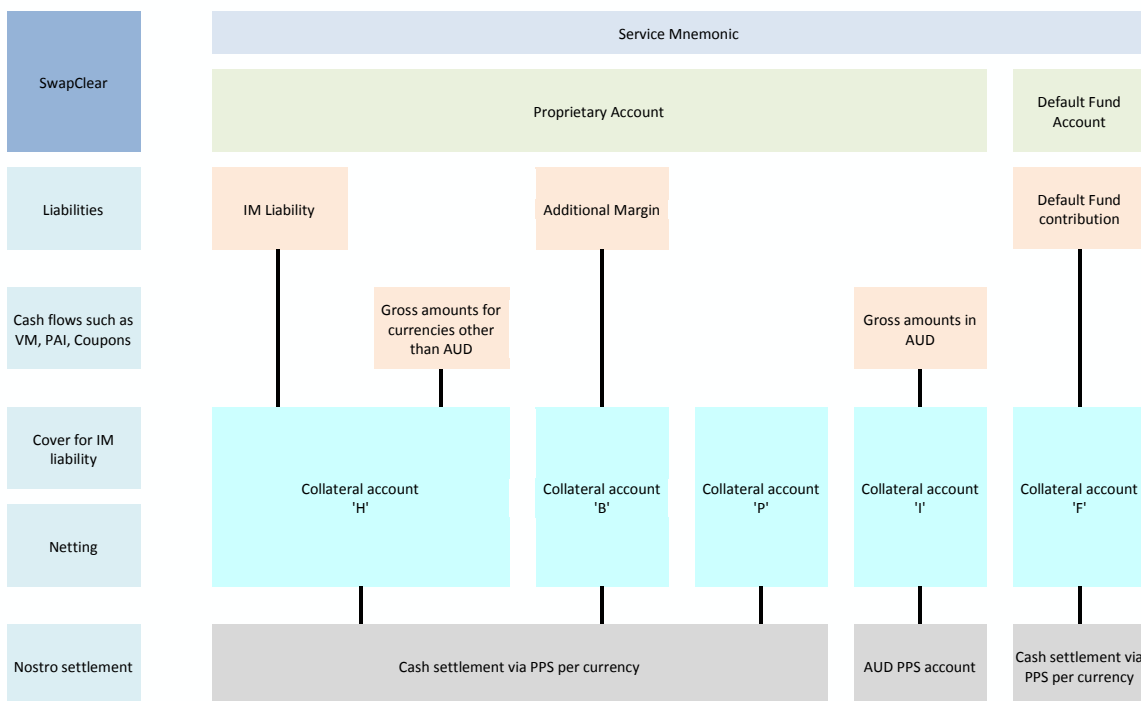 Service Mnemonic
SwapClear
Proprietary Account
Default Fund
Account
Liabilities
IM Liability
Additional Margin
Default Fund
contribution
Cash flows such as
VM, PAI, Coupons
Gross amounts for
currencies other
than AUD
Gross amounts in
AUD
Cover for IM
liability
Collateral account
'H'
Collateral account
'B'
Collateral account
'P'
Collateral account
'I'
Collateral account
'F'
Netting
Nostro settlement
Cash settlement via PPS per currency
AUD PPS account
Cash settlement via
PPS per currency